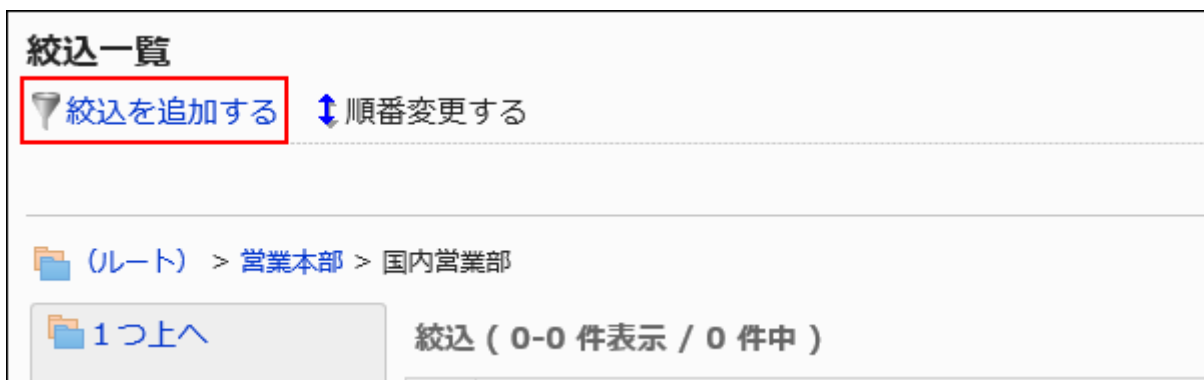 絞込一覧
絞込を追加する 順番変更する
(ルート) > 営業本部 > 国内営業部
1つ上へ
絞込 ( 0-0 件表示 / 0 件中 )